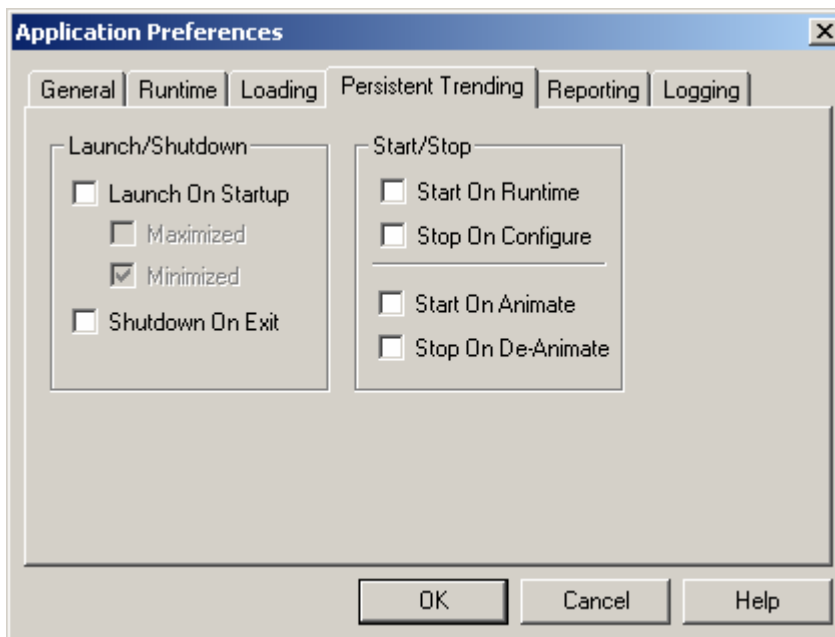 Application Preferences
General Runtime Loading Persistent Trending Reporting Logging
Launch/Shutdown
Launch On Startup
Maximized
Minimized
Shutdown On Exit
Start/Stop
Start On Runtime
Stop On Configure
Start On Animate
Stop On De-Animate
OK Cancel Help